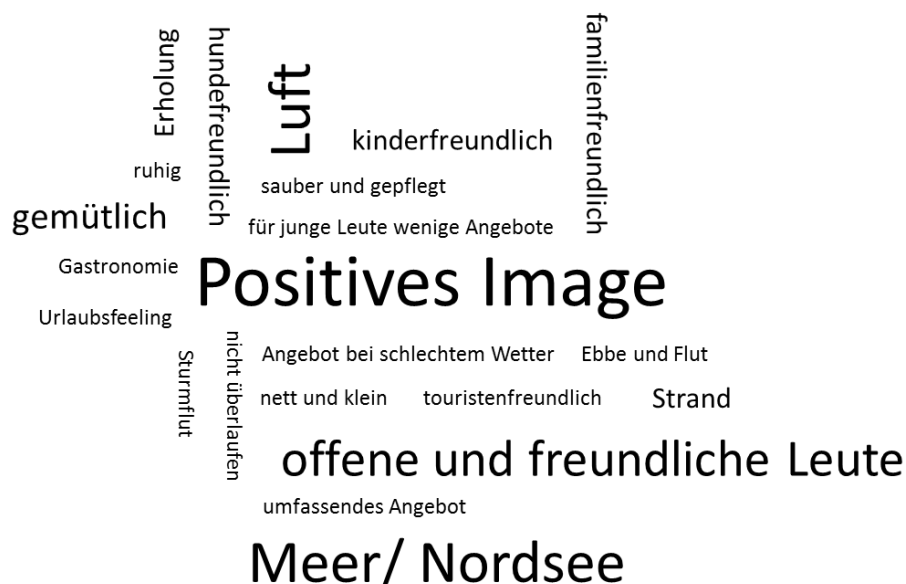 Erholung
hundefreundlich
Luft
familienfreundlich
kinderfreundlich
ruhig
sauber und gepflegt
gemütlich
für junge Leute wenige Angebote
Gastronomie
Positives Image
Urlaubsfeeling
Sturmflut
nicht überlaufen
Angebot bei schlechtem Wetter
Ebbe und Flut
nett und klein
touristenfreundlich
Strand
offene und freundliche Leute
umfassendes Angebot
Meer/ Nordsee